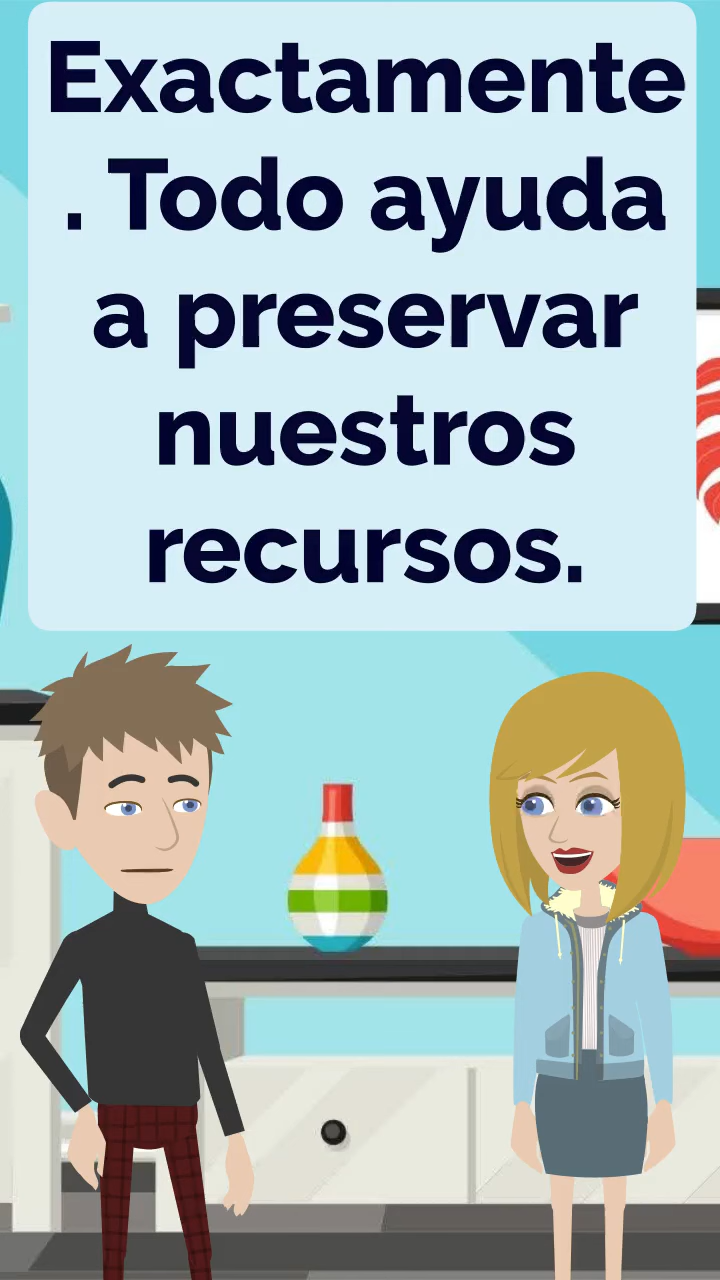 Exactamente
. Todo ayuda
a preservar
nuestros
recursos.